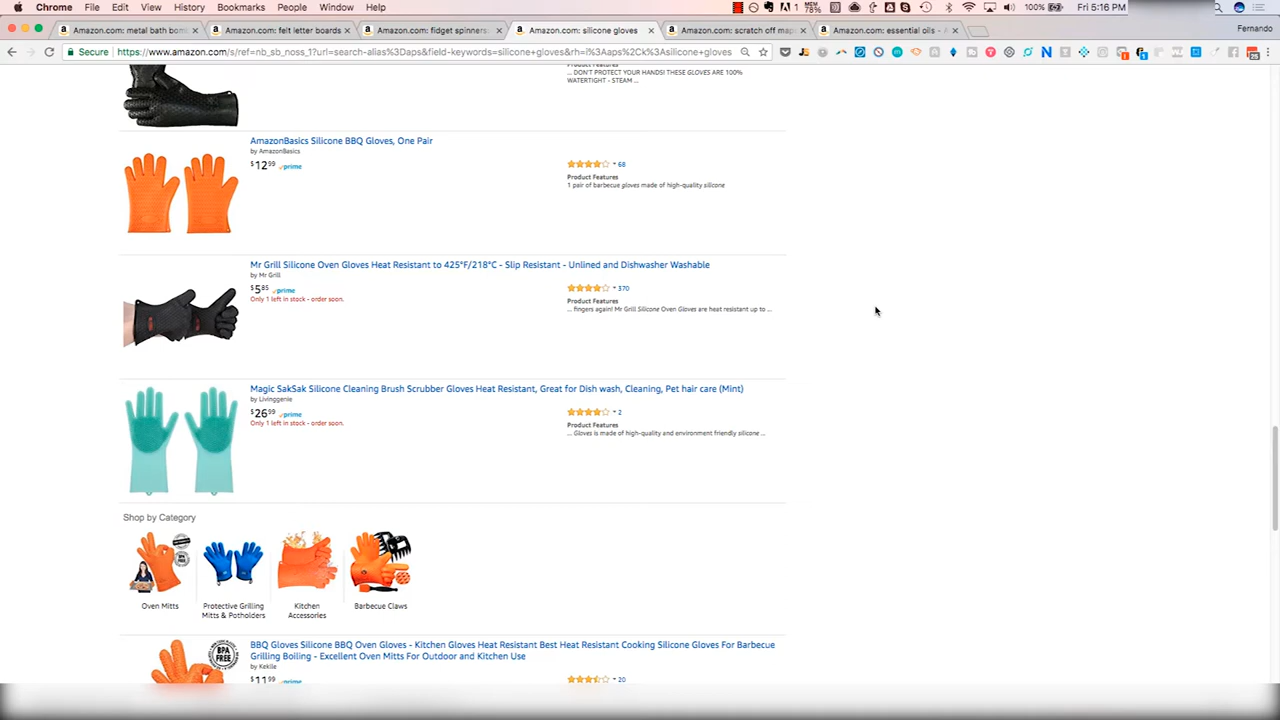 Chrome File Edit View History Bookmarks People Window Help
100% Fri 5:16 PM
Amazon.com: metal bath bom
Amazon.com: felt letter boards
Amazon.com: fidget spinners.
Amazon.com: silicone gloves
Amazon.com: scratch off map
Amazon.com: essential oils - A
Fernando
Secure https://www.amazon.com/s/ref=nb_sb_noss_1?url=search-alias%3Daps&field-keywords=silicone+gloves&rh=i%3Aaps%2Ck%3Asilicone+gloves
Product Features
... DON'T PROTECT YOUR HANDS! THESE GLOVES ARE 100%
WATERTIGHT - STEAM ...
AmazonBasics Silicone BBQ Gloves, One Pair
by AmazonBasics
$12.99 prime
68
Product Features
1 pair of barbecue gloves made of high-quality silicone
Mr Grill Silicone Oven Gloves Heat Resistant to 425°F/218°C - Slip Resistant - Unlined and Dishwasher Washable
by Mr Grill
$5.85 prime
Only 1 left in stock - order soon.
370
Product Features
... fingers again! Mr Grill Silicone Oven Gloves are heat resistant up to ...
Magic SakSak Silicone Cleaning Brush Scrubber Gloves Heat Resistant, Great for Dish wash, Cleaning, Pet hair care (Mint)
by Livinggenie
$26.99 prime
Only 1 left in stock - order soon.
2
Product Features
... Gloves is made of high-quality and environment friendly silicone ...
Shop by Category
Oven Mitts
Protective Grilling
Mitts & Potholders
Kitchen
Accessories
Barbecue Claws
BPA
FREE
BBQ Gloves Silicone BBQ Oven Gloves - Kitchen Gloves Heat Resistant Best Heat Resistant Cooking Silicone Gloves For Barbecue
Grilling Boiling - Excellent Oven Mitts For Outdoor and Kitchen Use
by Kekile
$11.99 prime
20